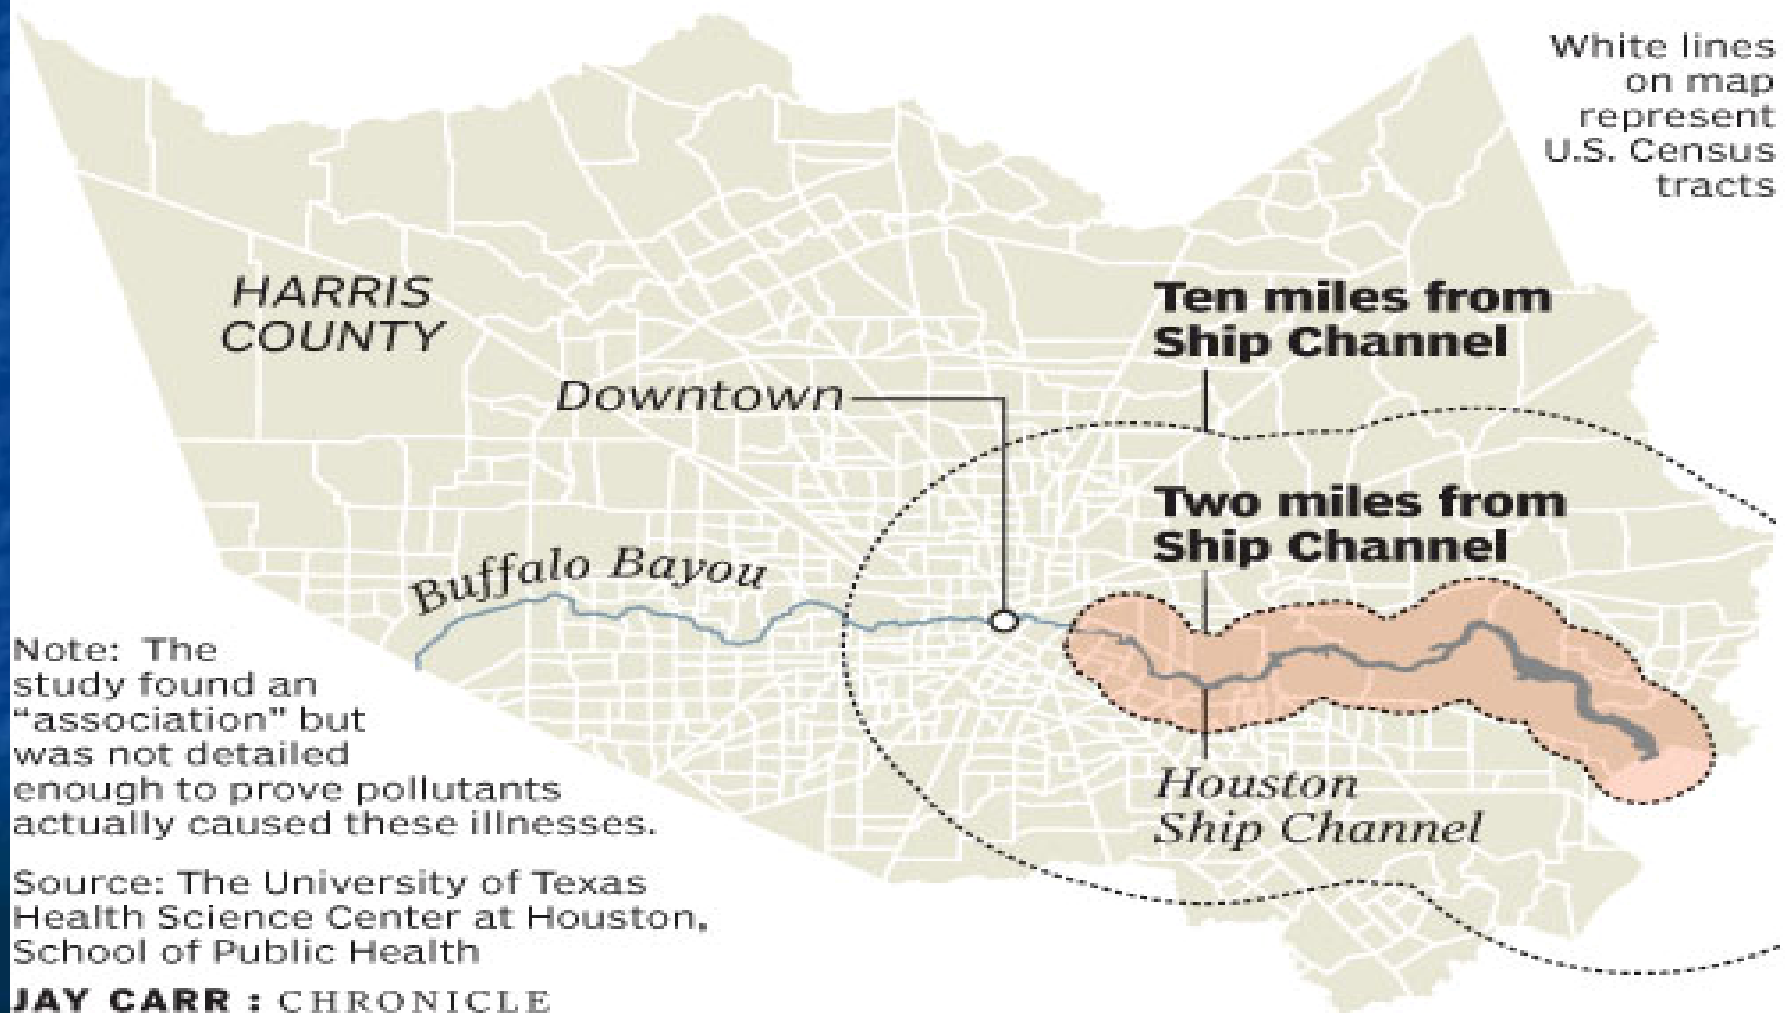 White lines
on map
represent
U.S. Census
tracts
HARRIS
COUNTY
Ten miles from
Ship Channel
Downtown
Two miles from
Ship Channel
Buffalo Bayou
Houston
Ship Channel
Note: The
study found an
“association” but
was not detailed
enough to prove pollutants
actually caused these illnesses.
Source: The University of Texas
Health Science Center at Houston,
School of Public Health
JAY CARR : CHRONICLE